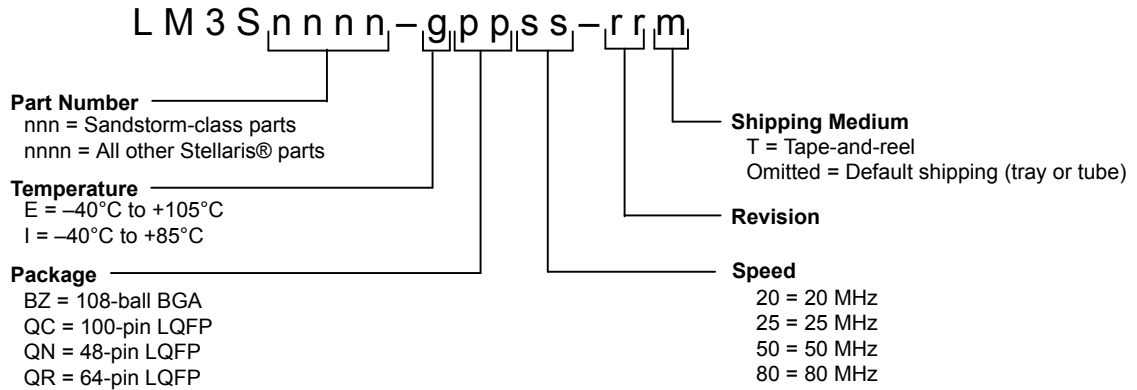 LM3Snnnn–gppss–rrm
Part Number
nnn = Sandstorm-class parts
nnnn = All other Stellaris® parts
Temperature
E = –40°C to +105°C
I = –40°C to +85°C
Package
BZ = 108-ball BGA
QC = 100-pin LQFP
QN = 48-pin LQFP
QR = 64-pin LQFP
Shipping Medium
T = Tape-and-reel
Omitted = Default shipping (tray or tube)
Revision
Speed
20 = 20 MHz
25 = 25 MHz
50 = 50 MHz
80 = 80 MHz